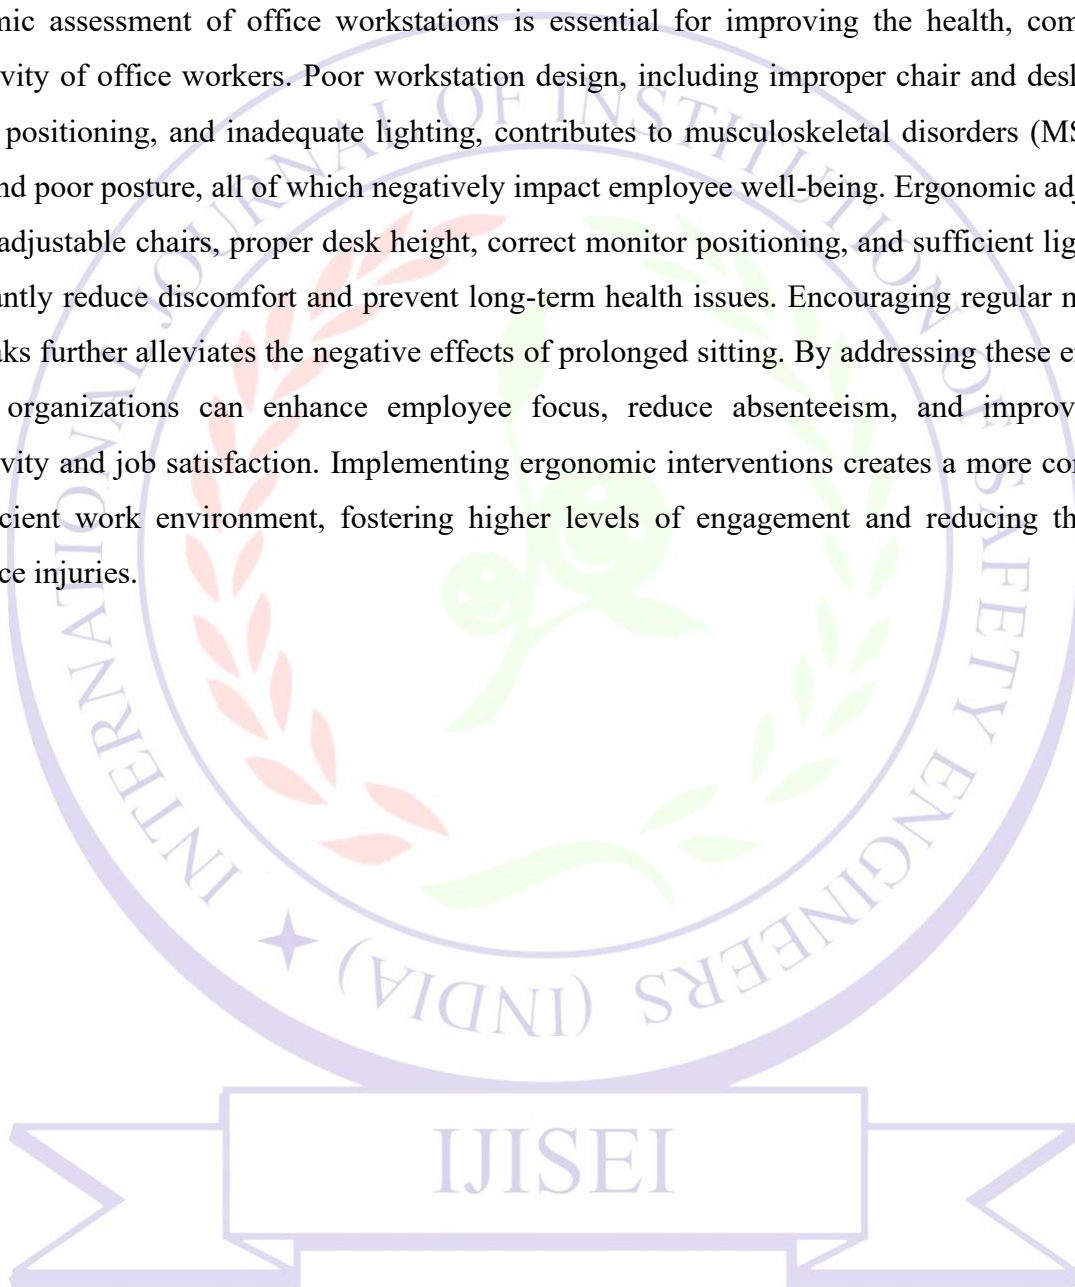 mic assessment of office workstations is essential for improving the health, com
vity of office workers. Poor workstation design, including improper chair and desk
positioning, and inadequate lighting, contributes to musculoskeletal disorders (MS
nd poor posture, all of which negatively impact employee well-being. Ergonomic adj
adjustable chairs, proper desk height, correct monitor positioning, and sufficient lig
antly reduce discomfort and prevent long-term health issues. Encouraging regular m
aks further alleviates the negative effects of prolonged sitting. By addressing these e
organizations can enhance employee focus, reduce absenteeism, and improv
vity and job satisfaction. Implementing ergonomic interventions creates a more co
cient work environment, fostering higher levels of engagement and reducing th
ce injuries.
INTERNATIONAL JOURNAL OF INSTITUTION OF SAFETY ENGINEERS (INDIA)
IJISEI